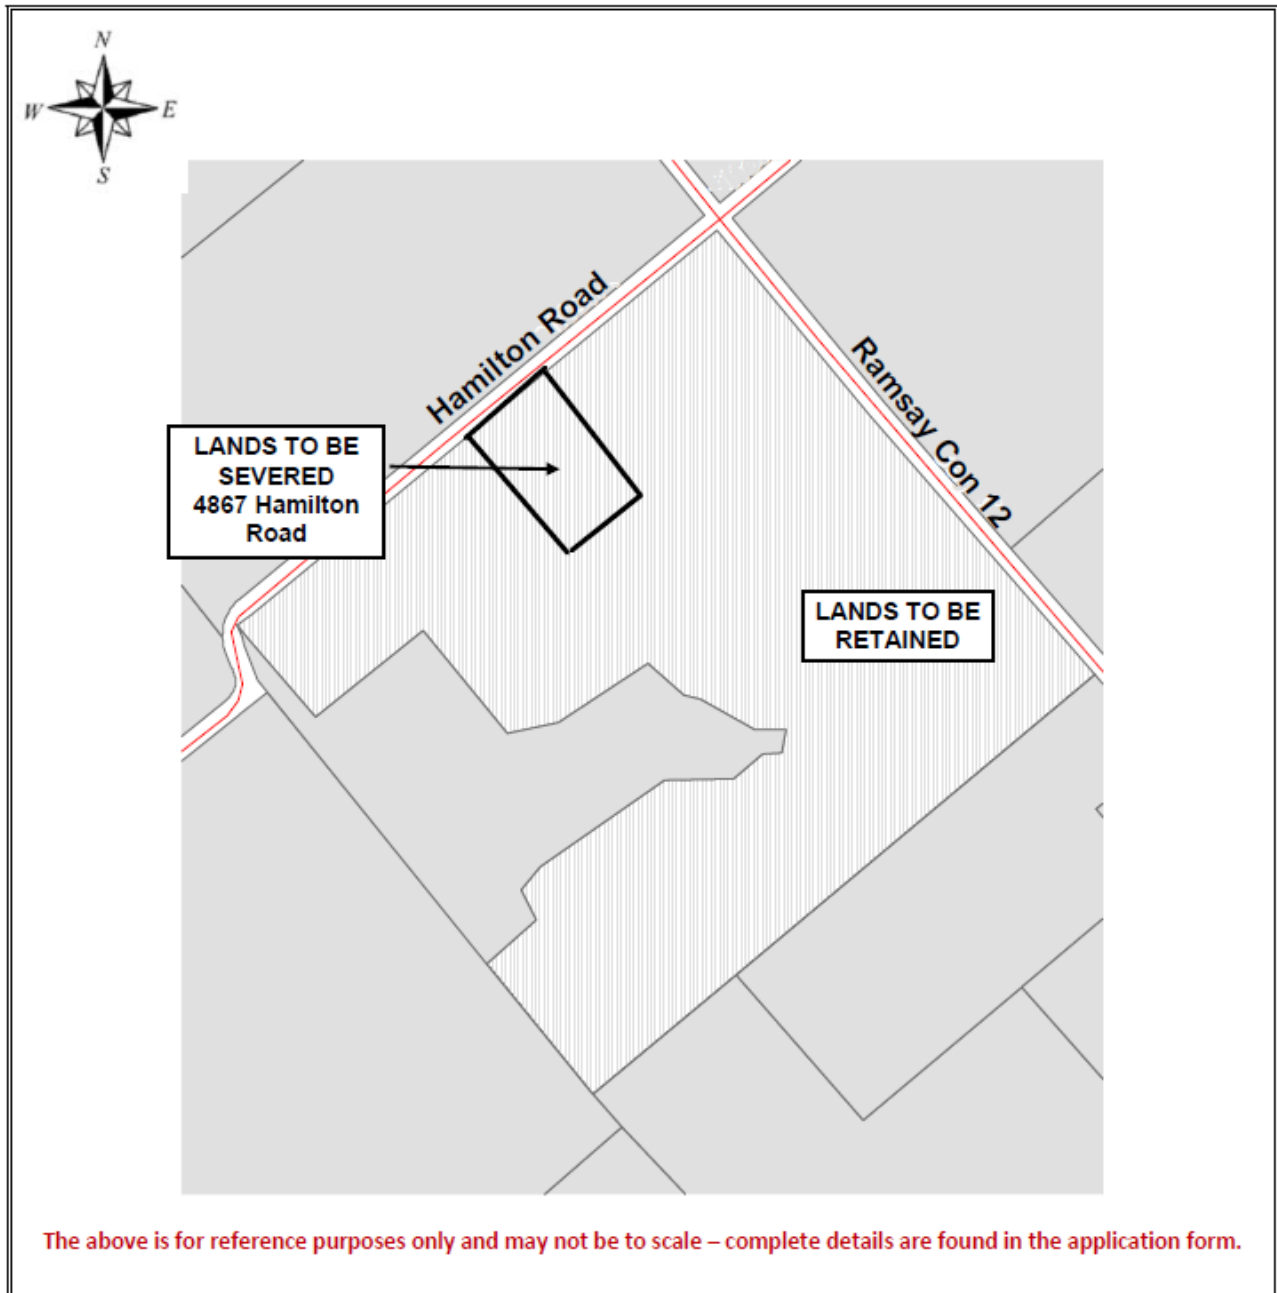 N
W E
S
Hamilton Road
Ramsay Con 12
LANDS TO BE
SEVERED
4867 Hamilton
Road
LANDS TO BE
RETAINED
The above is for reference purposes only and may not be to scale – complete details are found in the application form.